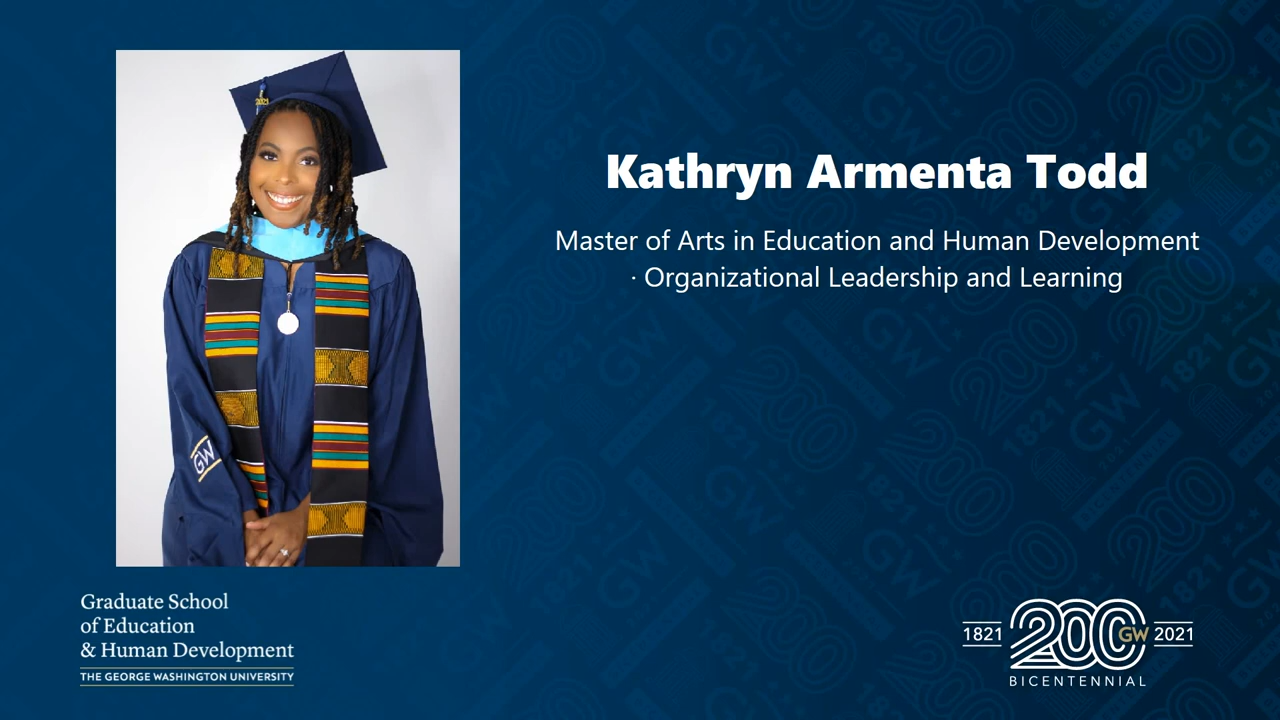 Kathryn Armenta Todd
Master of Arts in Education and Human Development
· Organizational Leadership and Learning
GW
Graduate School
of Education
& Human Development
THE GEORGE WASHINGTON UNIVERSITY
1821 200 GW 2021
BICENTENNIAL